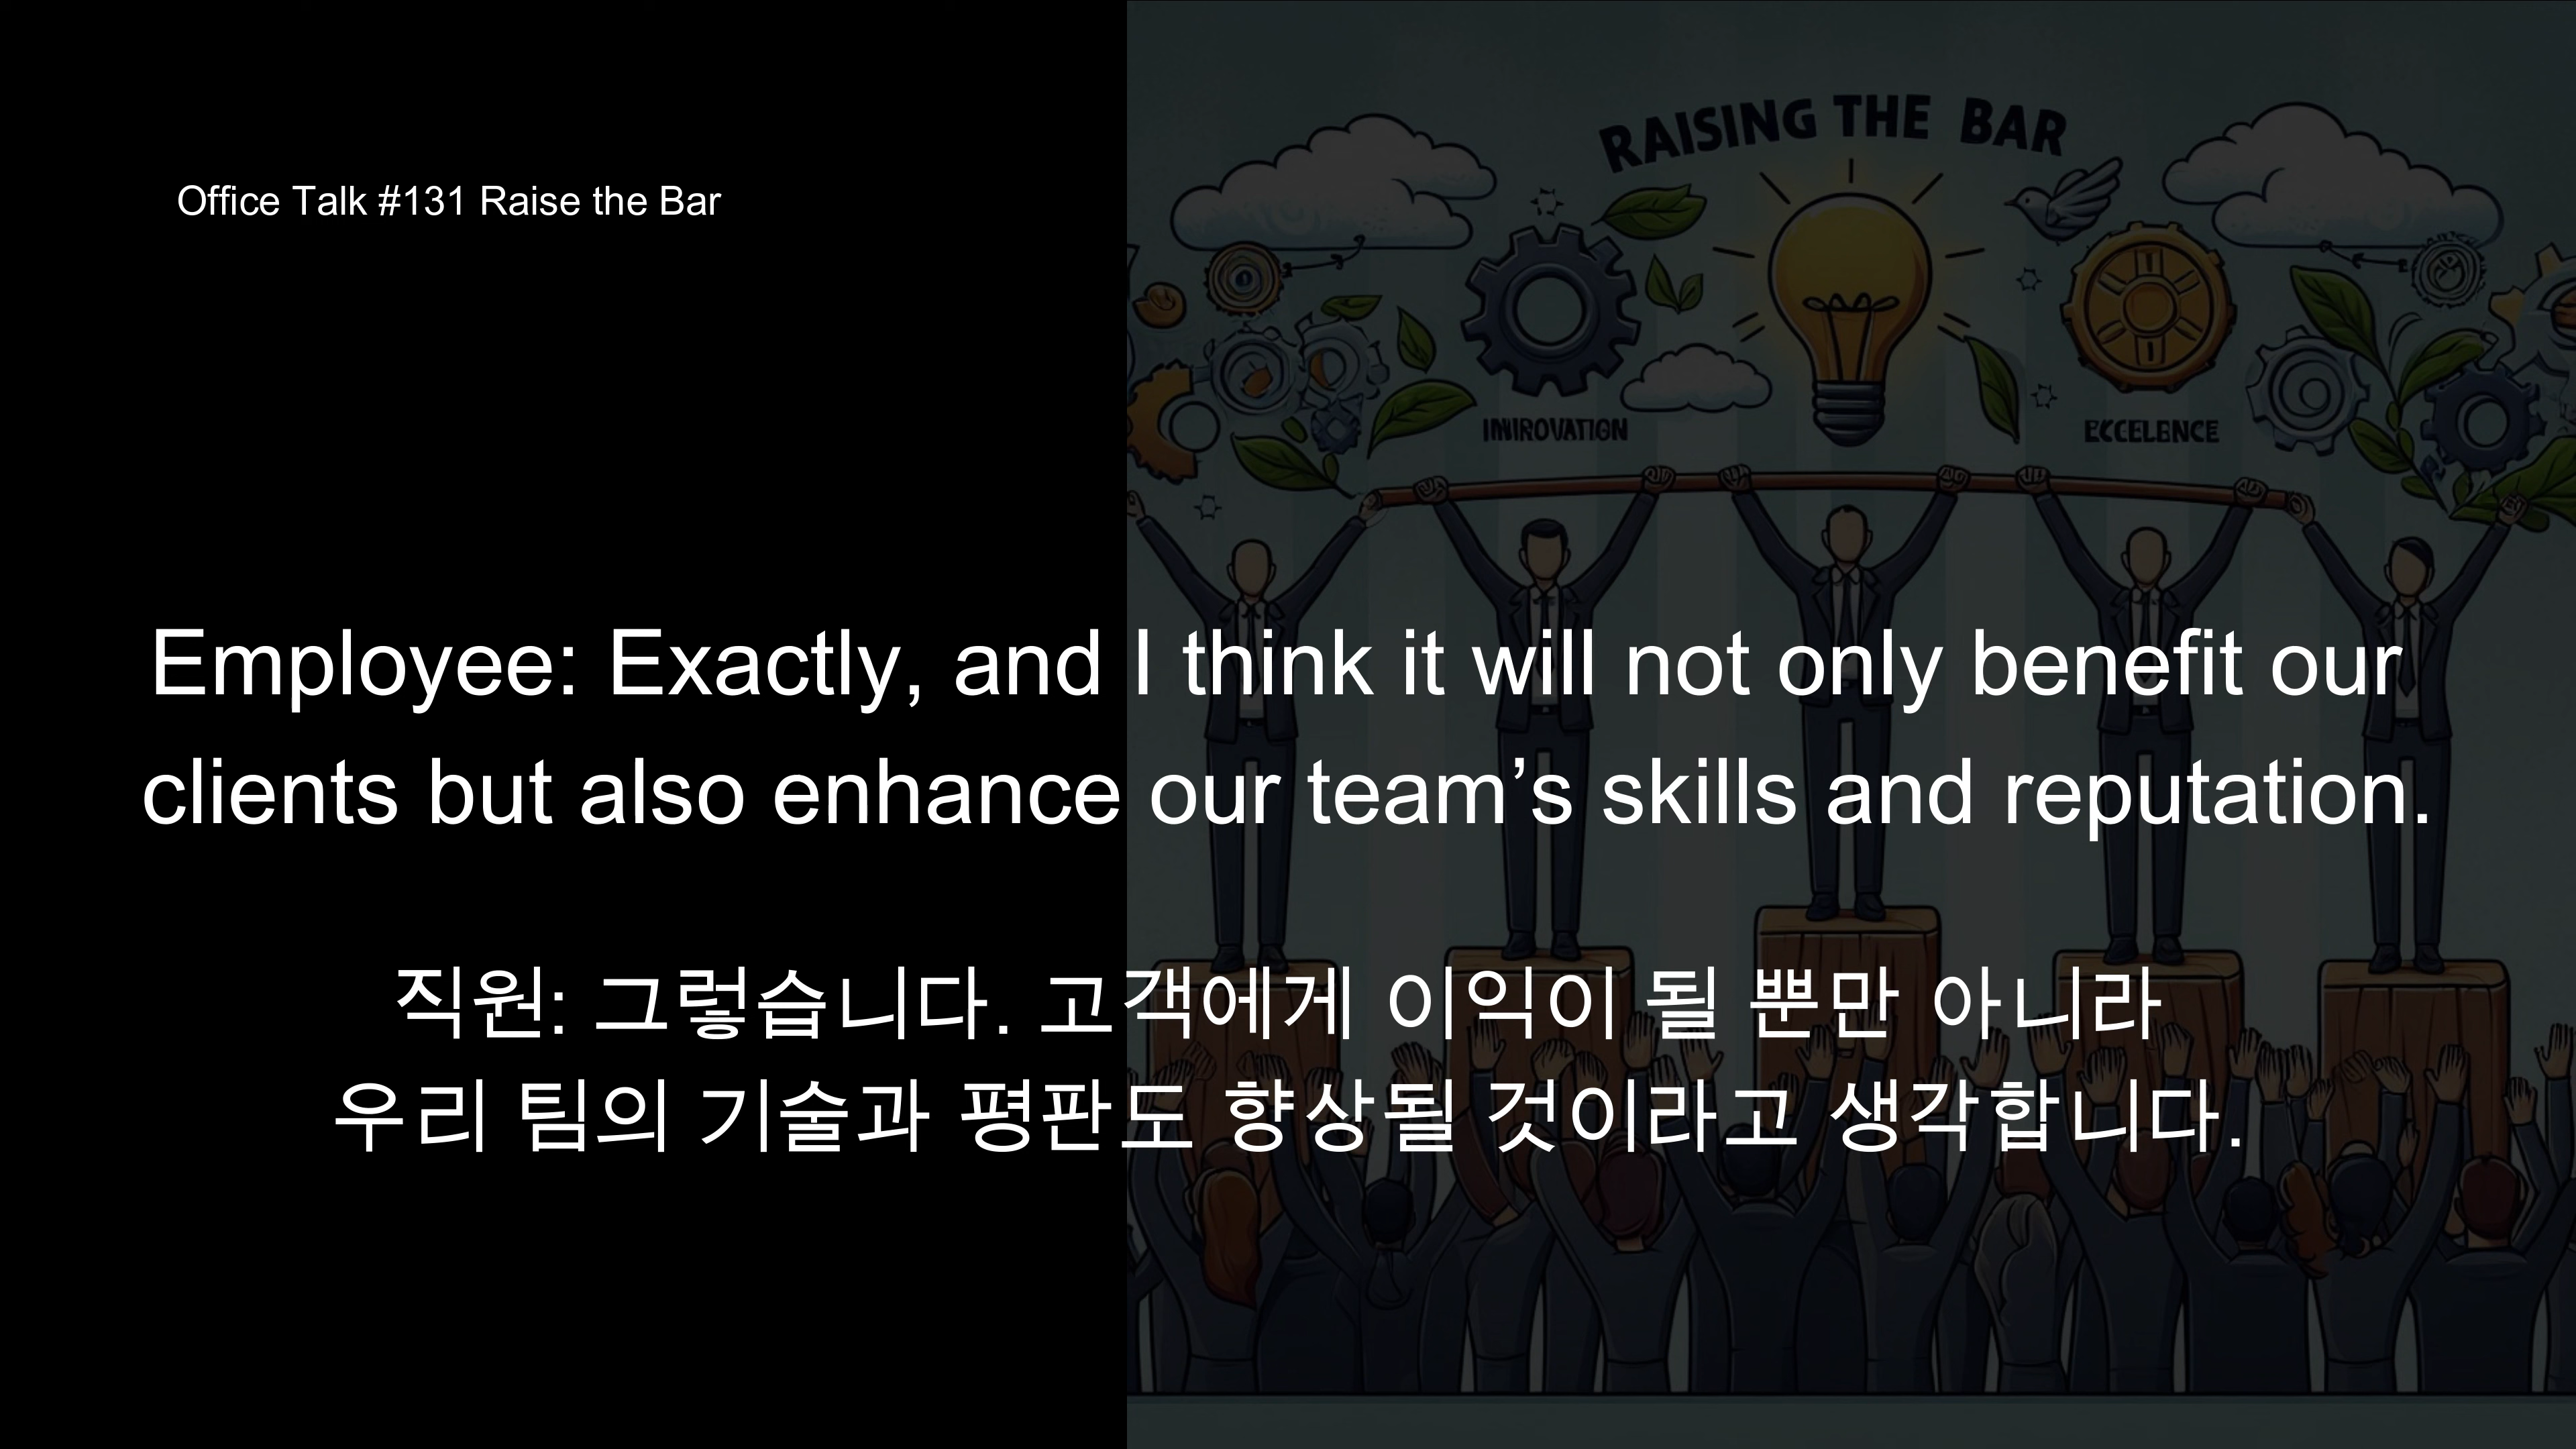 Office Talk #131 Raise the Bar
RAISING THE BAR
INIROVATION
ECCELENCE
Employee: Exactly, and I think it will not only benefit our
clients but also enhance our team’s skills and reputation.
직원: 그렇습니다. 고객에게 이익이 될 뿐만 아니라
우리 팀의 기술과 평판도 향상될 것이라고 생각합니다.